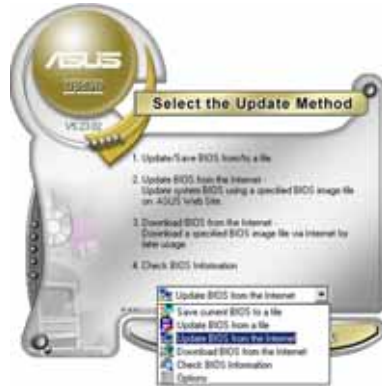 ASUS
Update
Select the Update Method
1. Update/Save BIOS from/to a file
2. Update BIOS from the Internet -
Update system BIOS using a specified BIOS image file
on ASUS Web Site.
3. Download BIOS from the Internet -
Download a specified BIOS image file via Internet for
later usage.
4. Check BIOS Information
Update BIOS from the Internet
Save current BIOS to a file
Update BIOS from a file
Update BIOS from the Internet
Download BIOS from the Internet
Check BIOS Information
Options